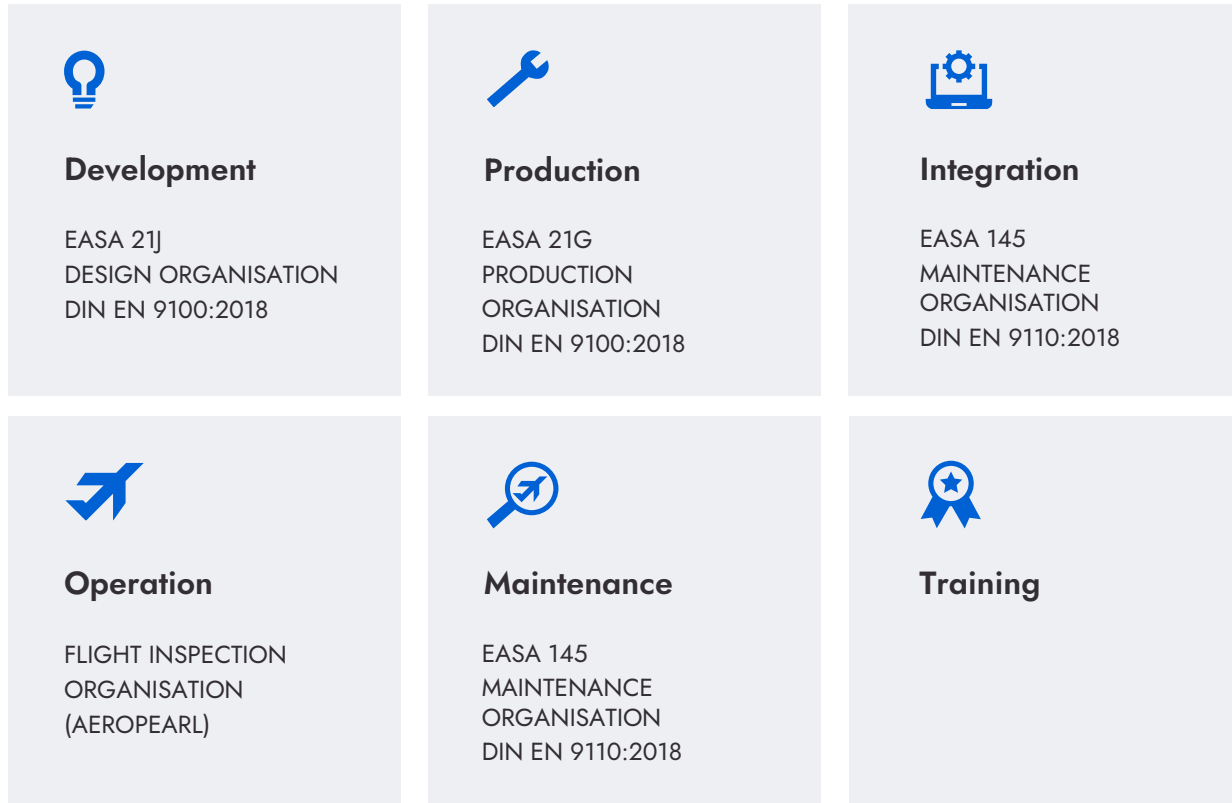 Development
EASA 21J
DESIGN ORGANISATION
DIN EN 9100:2018
Production
EASA 21G
PRODUCTION
ORGANISATION
DIN EN 9100:2018
Integration
EASA 145
MAINTENANCE
ORGANISATION
DIN EN 9110:2018
Operation
FLIGHT INSPECTION
ORGANISATION
(AEROPEARL)
Maintenance
EASA 145
MAINTENANCE
ORGANISATION
DIN EN 9110:2018
Training